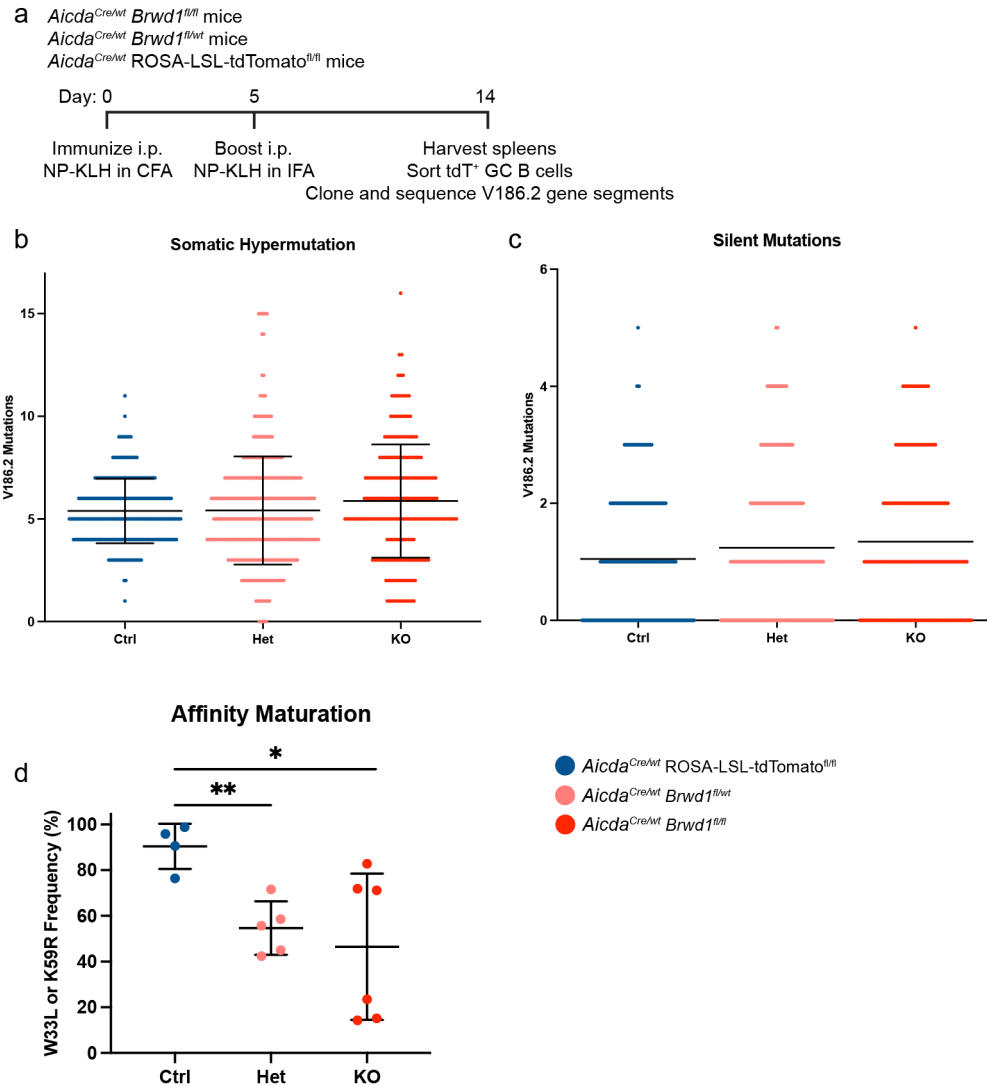 a
Aicda^Cre/wt Brwd1^fl/fl mice
Aicda^Cre/wt Brwd1^fl/wt mice
Aicda^Cre/wt ROSA-LSL-tdTomato^fl/fl mice
Day: 0 5 14
Immunize i.p. Boost i.p. Harvest spleens
NP-KLH in CFA NP-KLH in IFA Sort tdT⁺ GC B cells
Clone and sequence V186.2 gene segments
b
Somatic Hypermutation
V186.2 Mutations
15
10
5
0
Ctrl Het KO
c
Silent Mutations
V186.2 Mutations
6
4
2
0
Ctrl Het KO
d
Affinity Maturation
*
**
W33L or K59R Frequency (%)
100
80
60
40
20
0
Ctrl Het KO
Aicda^Cre/wt ROSA-LSL-tdTomato^fl/fl
Aicda^Cre/wt Brwd1^fl/wt
Aicda^Cre/wt Brwd1^fl/fl